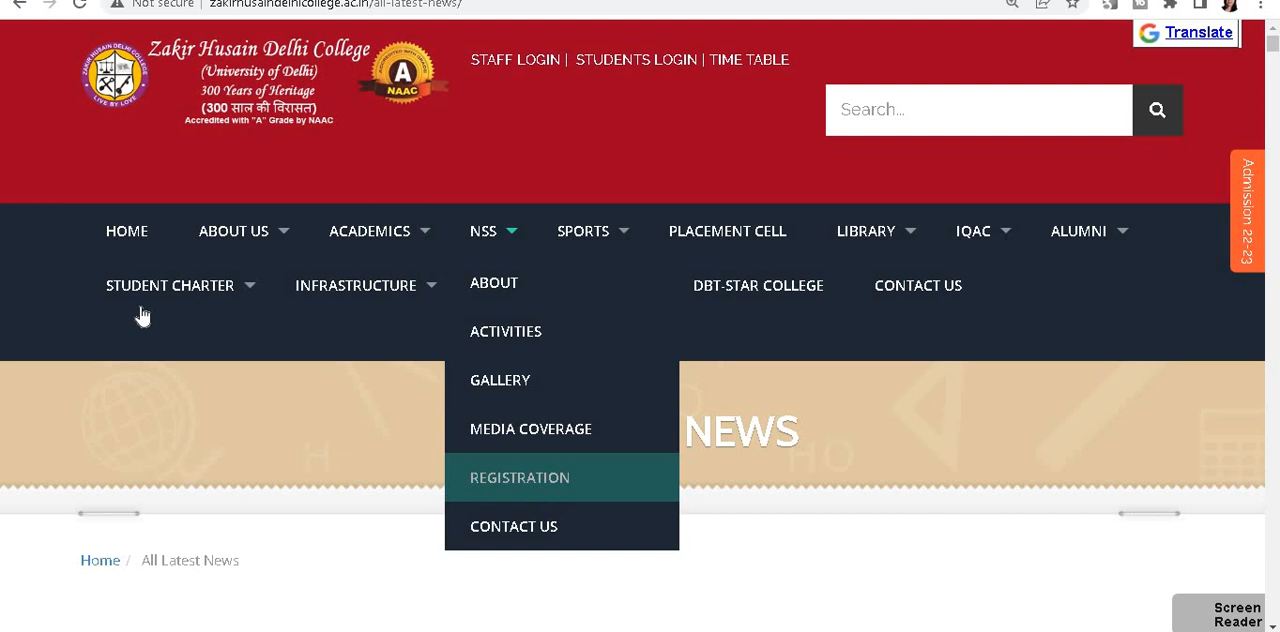 Not secure | zakirhusaindelhicollege.ac.in/all-latest-news/
Translate
Zakir Husain Delhi College
(University of Delhi)
300 Years of Heritage
(300 साल की विरासत)
Accredited with "A" Grade by NAAC
LIVE BY LOVE
A
NAAC
STAFF LOGIN | STUDENTS LOGIN | TIME TABLE
Search...
Admission 22-23
HOME ABOUT US ACADEMICS NSS SPORTS PLACEMENT CELL LIBRARY IQAC ALUMNI
STUDENT CHARTER INFRASTRUCTURE DBT-STAR COLLEGE CONTACT US
ABOUT
ACTIVITIES
GALLERY
MEDIA COVERAGE
REGISTRATION
CONTACT US
NEWS
Home / All Latest News
Screen
Reader